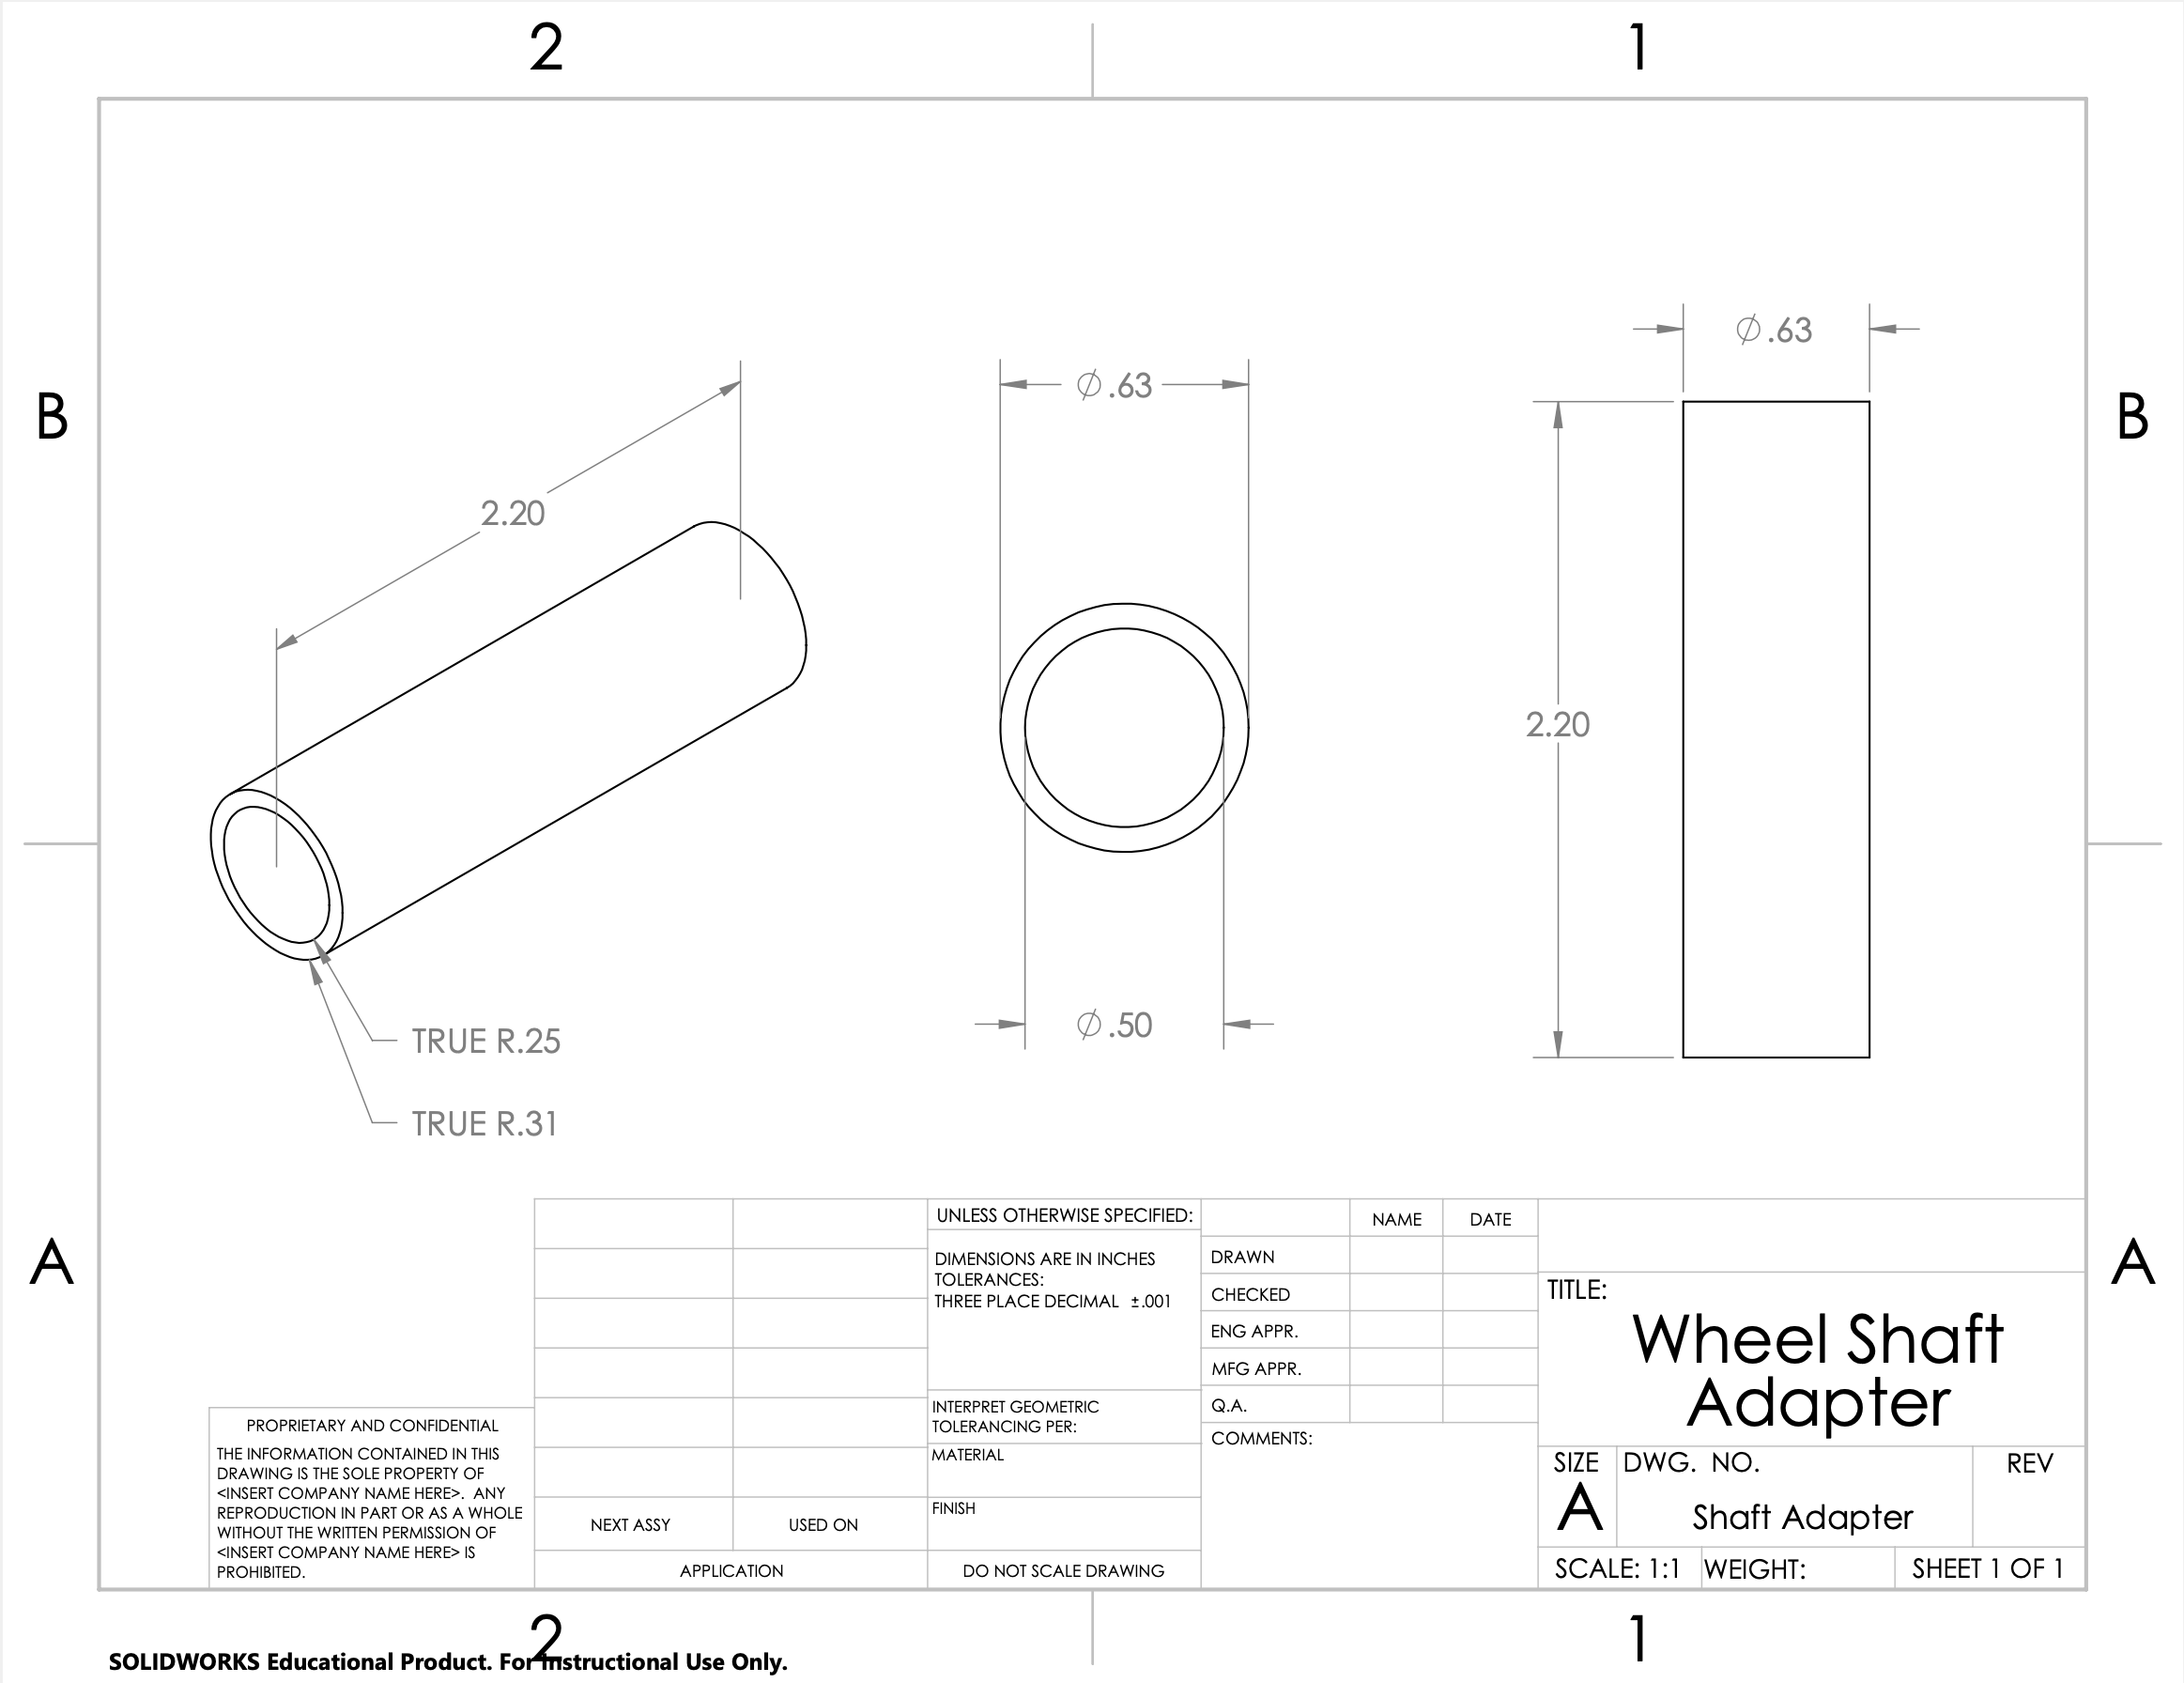 2
1
B
B
2.20
⌀.63
⌀.63
2.20
TRUE R.25
TRUE R.31
⌀.50
A
A
UNLESS OTHERWISE SPECIFIED:
DIMENSIONS ARE IN INCHES
TOLERANCES:
THREE PLACE DECIMAL ±.001
INTERPRET GEOMETRIC
TOLERANCING PER:
MATERIAL
FINISH
DO NOT SCALE DRAWING
NAME
DATE
DRAWN
CHECKED
ENG APPR.
MFG APPR.
Q.A.
COMMENTS:
TITLE:
Wheel Shaft
Adapter
SIZE
A
DWG. NO.
Shaft Adapter
REV
SCALE: 1:1
WEIGHT:
SHEET 1 OF 1
PROPRIETARY AND CONFIDENTIAL
THE INFORMATION CONTAINED IN THIS
DRAWING IS THE SOLE PROPERTY OF
<INSERT COMPANY NAME HERE>. ANY
REPRODUCTION IN PART OR AS A WHOLE
WITHOUT THE WRITTEN PERMISSION OF
<INSERT COMPANY NAME HERE> IS
PROHIBITED.
NEXT ASSY
USED ON
APPLICATION
2
1
SOLIDWORKS Educational Product. For Instructional Use Only.